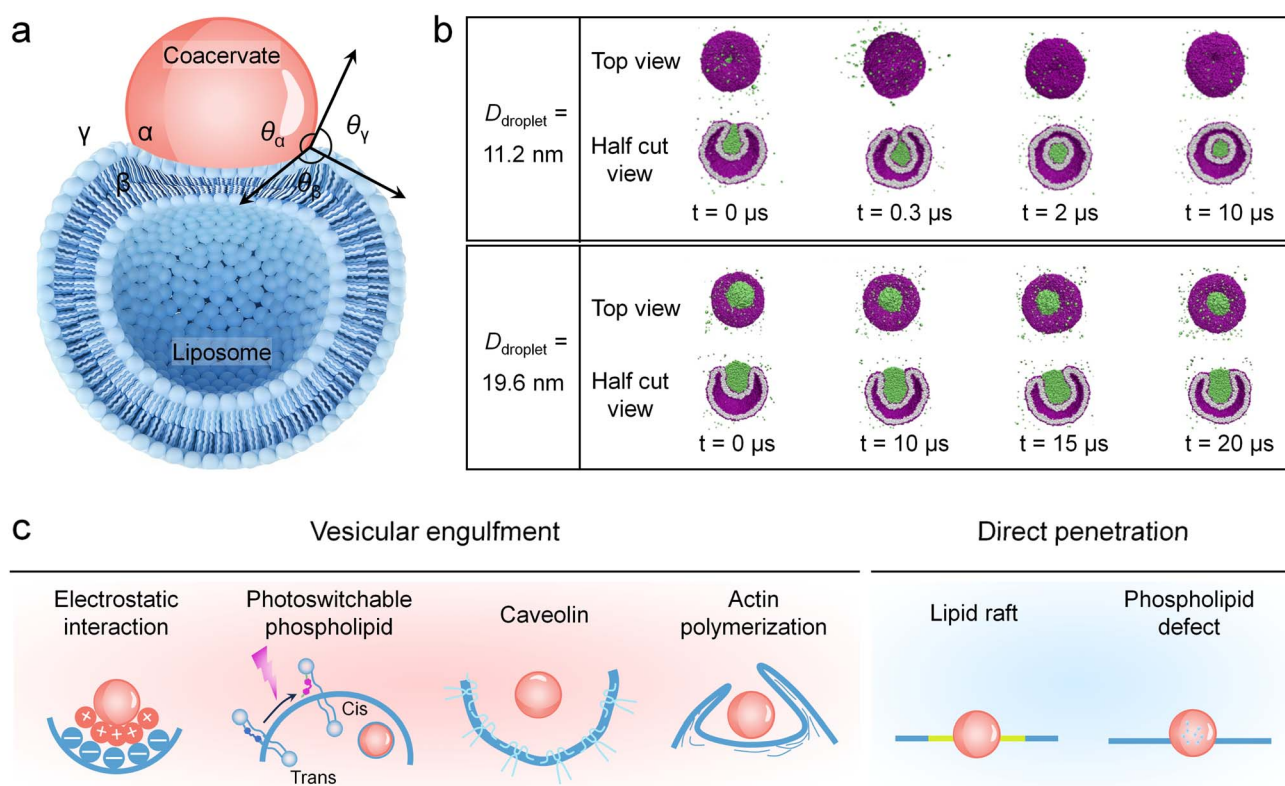 a
Coacervate
γ
α
θα
θγ
β
θβ
Liposome
b
Ddroplet =
11.2 nm
Top view
Half cut
view
t = 0 μs
t = 0.3 μs
t = 2 μs
t = 10 μs
Ddroplet =
19.6 nm
Top view
Half cut
view
t = 0 μs
t = 10 μs
t = 15 μs
t = 20 μs
c
Vesicular engulfment
Direct penetration
Electrostatic
interaction
Photoswitchable
phospholipid
Cis
Trans
Caveolin
Actin
polymerization
Lipid raft
Phospholipid
defect